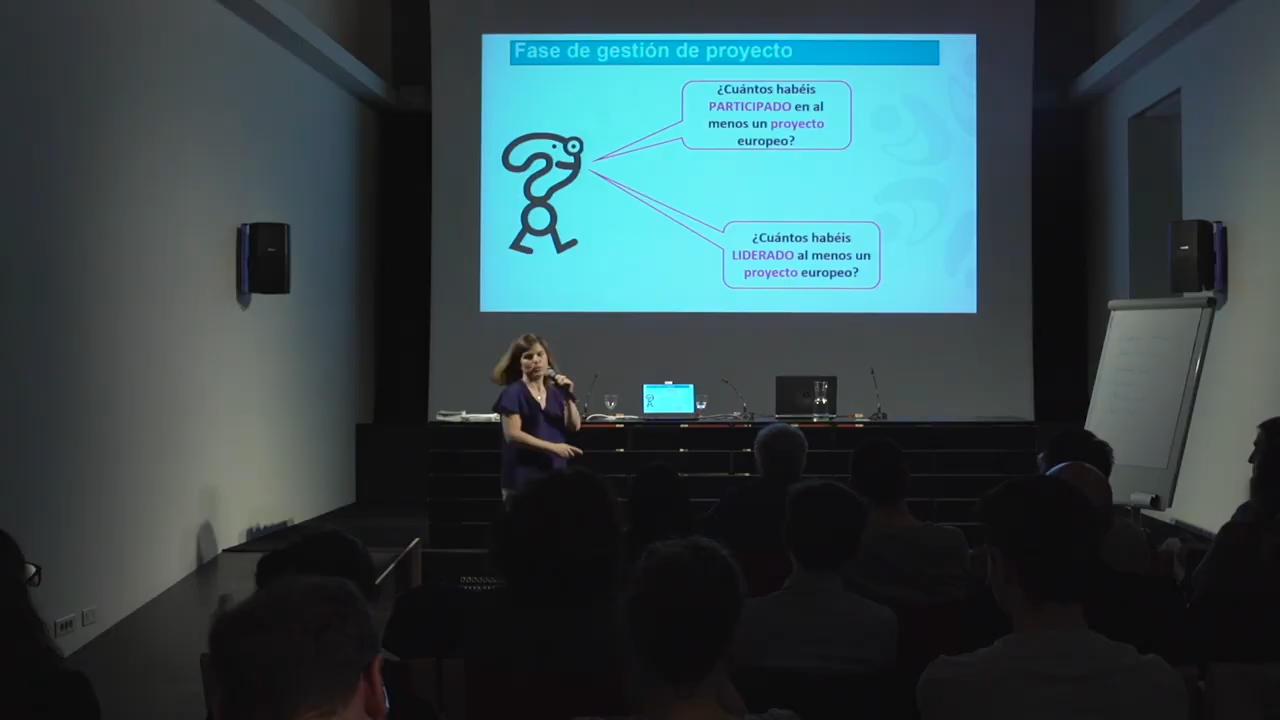 Fase de gestión de proyecto
¿Cuántos habéis
PARTICIPADO en al
menos un proyecto
europeo?
¿Cuántos habéis
LIDERADO al menos un
proyecto europeo?